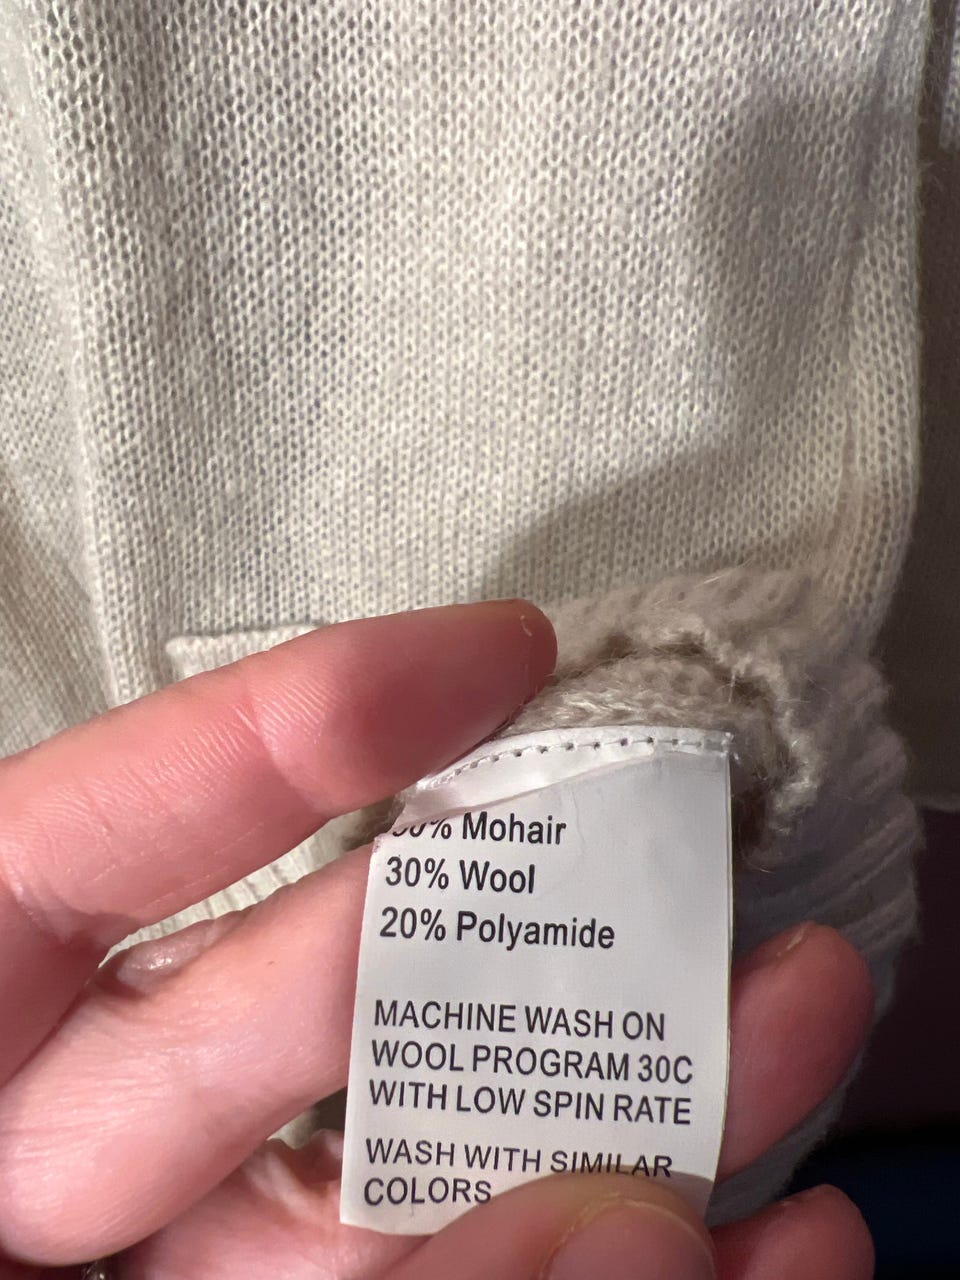 Mohair
30% Wool
20% Polyamide
MACHINE WASH ON
WOOL PROGRAM 30C
WITH LOW SPIN RATE
WASH WITH SIMILAR
COLORS